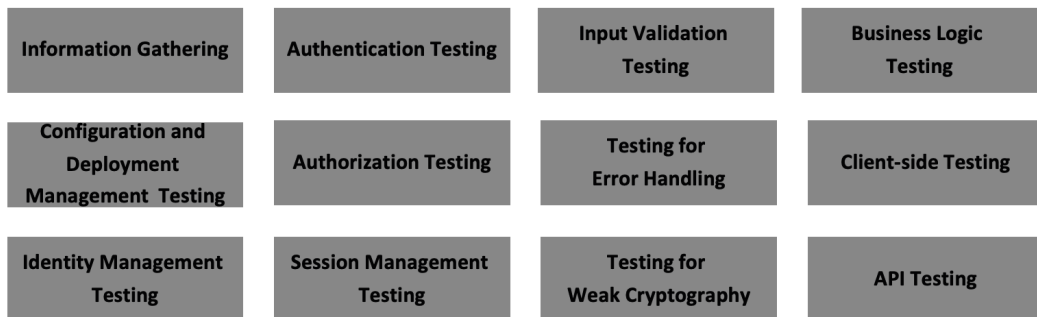 Information Gathering
Authentication Testing
Input Validation
Testing
Business Logic
Testing
Configuration and
Deployment
Management Testing
Authorization Testing
Testing for
Error Handling
Client-side Testing
Identity Management
Testing
Session Management
Testing
Testing for
Weak Cryptography
API Testing